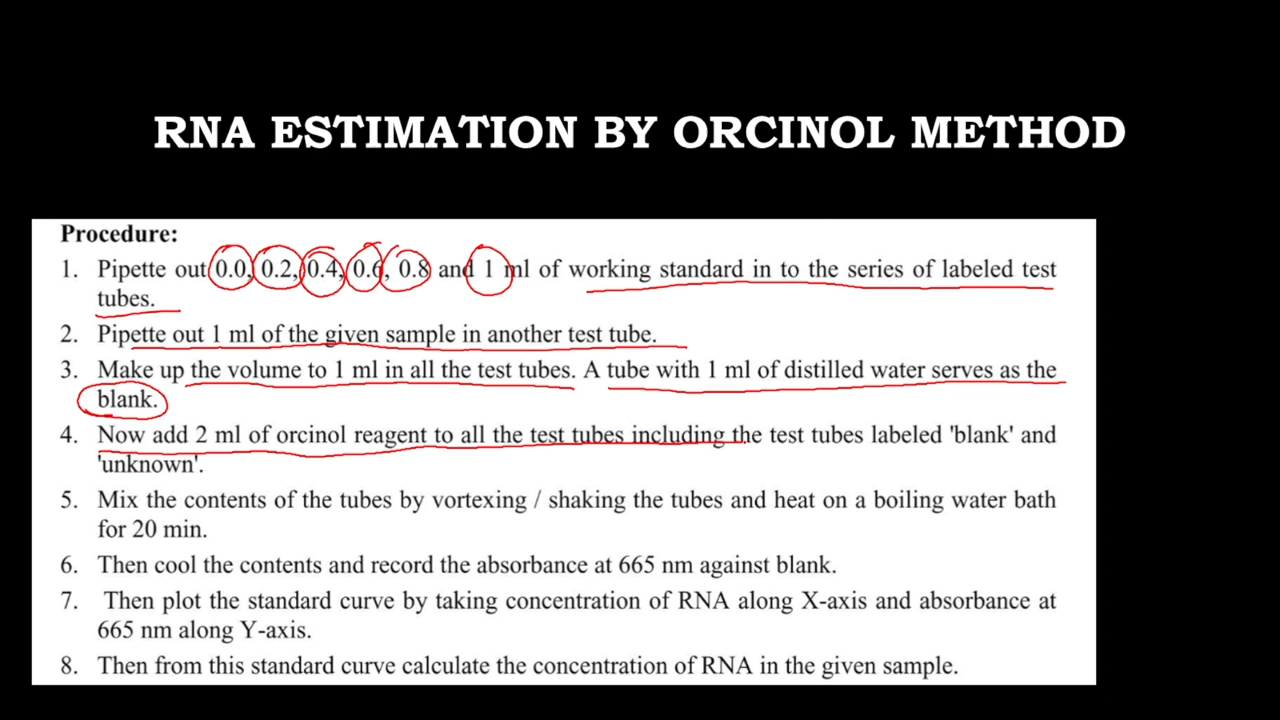 RNA ESTIMATION BY ORCINOL METHOD
Procedure:
1. Pipette out 0.0, 0.2, 0.4, 0.6, 0.8 and 1 ml of working standard in to the series of labeled test
tubes.
2. Pipette out 1 ml of the given sample in another test tube.
3. Make up the volume to 1 ml in all the test tubes. A tube with 1 ml of distilled water serves as the
blank.
4. Now add 2 ml of orcinol reagent to all the test tubes including the test tubes labeled 'blank' and
'unknown'.
5. Mix the contents of the tubes by vortexing / shaking the tubes and heat on a boiling water bath
for 20 min.
6. Then cool the contents and record the absorbance at 665 nm against blank.
7. Then plot the standard curve by taking concentration of RNA along X-axis and absorbance at
665 nm along Y-axis.
8. Then from this standard curve calculate the concentration of RNA in the given sample.